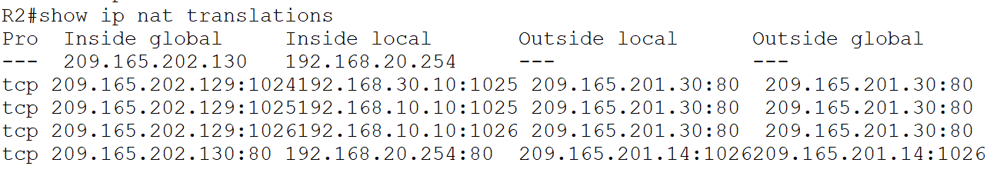 R2#show ip nat translations
Pro  Inside global     Inside local       Outside local      Outside global
---  209.165.202.130   192.168.20.254     ---                ---
tcp 209.165.202.129:1024192.168.30.10:1025 209.165.201.30:80  209.165.201.30:80
tcp 209.165.202.129:1025192.168.10.10:1025 209.165.201.30:80  209.165.201.30:80
tcp 209.165.202.129:1026192.168.10.10:1026 209.165.201.30:80  209.165.201.30:80
tcp 209.165.202.130:80 192.168.20.254:80  209.165.201.14:1026209.165.201.14:1026